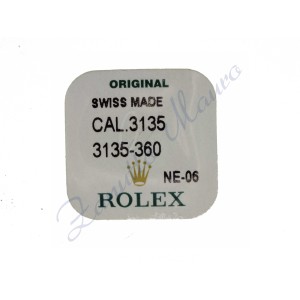 ORIGINAL
SWISS MADE
CAL.3135
3135-360
NE-06
ROLEX